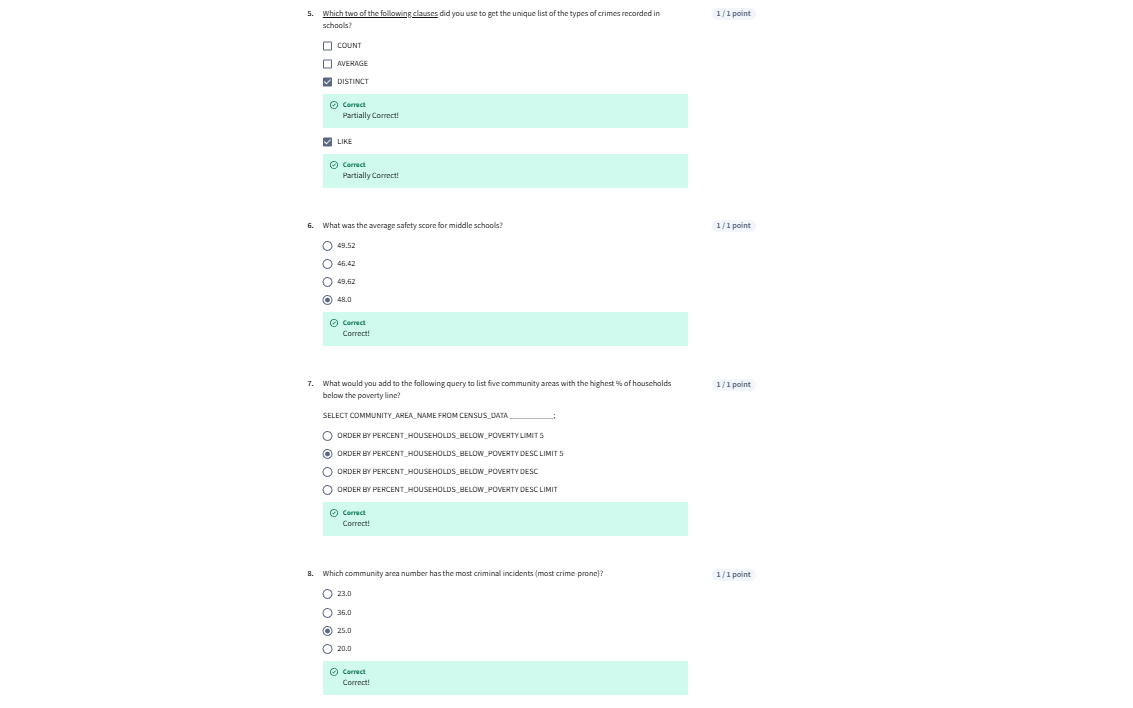 5. Which two of the following clauses did you use to get the unique list of the types of crimes recorded in
schools?
1 / 1 point
COUNT
AVERAGE
DISTINCT
Correct
Partially Correct!
LIKE
Correct
Partially Correct!
6. What was the average safety score for middle schools?
1 / 1 point
49.52
46.42
49.62
48.0
Correct
Correct!
7. What would you add to the following query to list five community areas with the highest % of households
below the poverty line?
1 / 1 point
SELECT COMMUNITY_AREA_NAME FROM CENSUS_DATA ___________;
ORDER BY PERCENT_HOUSEHOLDS_BELOW_POVERTY LIMIT 5
ORDER BY PERCENT_HOUSEHOLDS_BELOW_POVERTY DESC LIMIT 5
ORDER BY PERCENT_HOUSEHOLDS_BELOW_POVERTY DESC
ORDER BY PERCENT_HOUSEHOLDS_BELOW_POVERTY DESC LIMIT
Correct
Correct!
8. Which community area number has the most criminal incidents (most crime-prone)?
1 / 1 point
23.0
36.0
25.0
20.0
Correct
Correct!